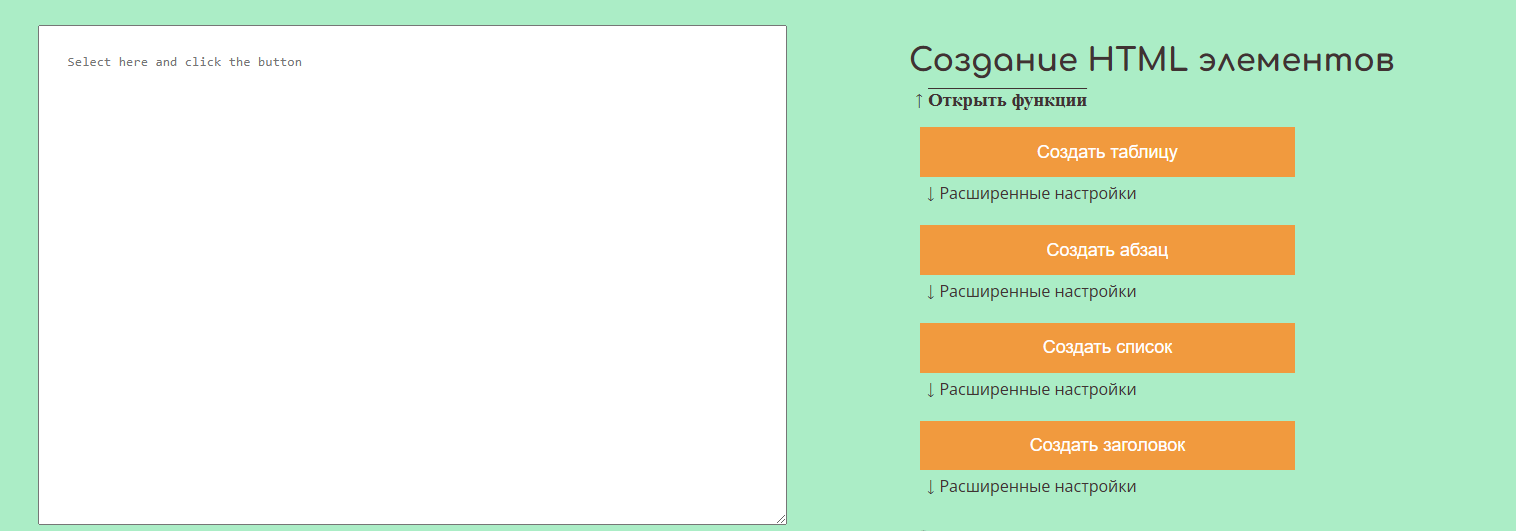 Select here and click the button
Создание HTML элементов
↑ Открыть функции
Создать таблицу
↓ Расширенные настройки
Создать абзац
↓ Расширенные настройки
Создать список
↓ Расширенные настройки
Создать заголовок
↓ Расширенные настройки